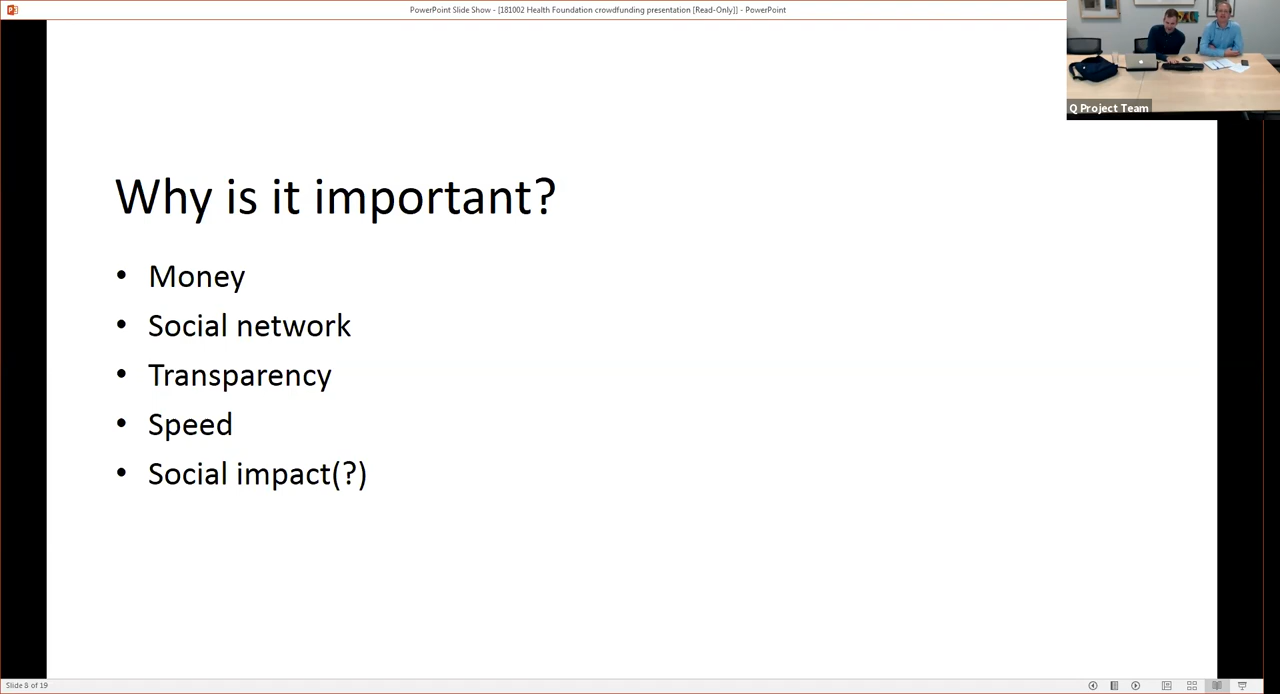 PowerPoint Slide Show - [181002 Health Foundation crowdfunding presentation [Read-Only]] - PowerPoint
Q Project Team
Why is it important?
• Money
• Social network
• Transparency
• Speed
• Social impact(?)
Slide 8 of 19